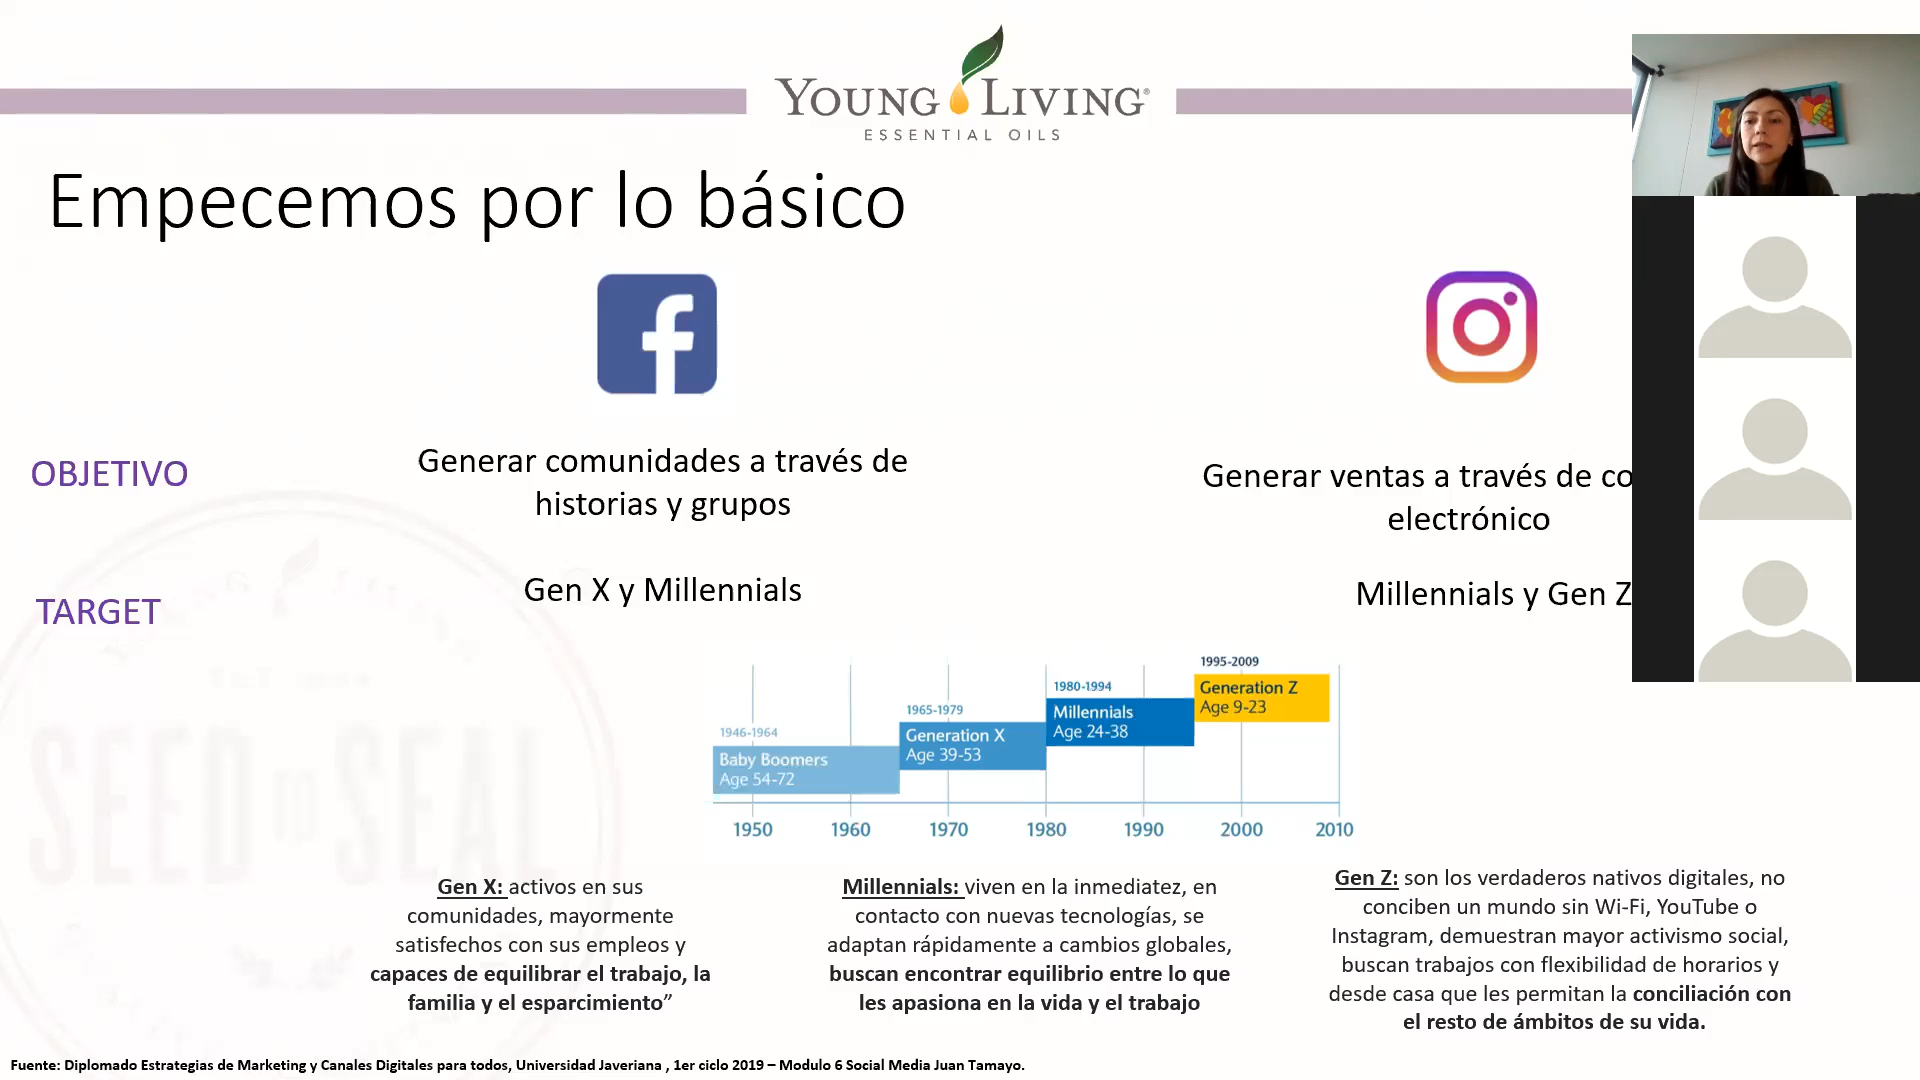 YOUNG LIVING®
ESSENTIAL OILS
Empecemos por lo básico
OBJETIVO
Generar comunidades a través de
historias y grupos
Generar ventas a través de co
electrónico
TARGET
Gen X y Millennials
Millennials y Gen Z
1946-1964
Baby Boomers
Age 54-72
1965-1979
Generation X
Age 39-53
1980-1994
Millennials
Age 24-38
1995-2009
Generation Z
Age 9-23
1950 1960 1970 1980 1990 2000 2010
SEED to SEAL
Gen X: activos en sus
comunidades, mayormente
satisfechos con sus empleos y
capaces de equilibrar el trabajo, la
familia y el esparcimiento”
Millennials: viven en la inmediatez, en
contacto con nuevas tecnologías, se
adaptan rápidamente a cambios globales,
buscan encontrar equilibrio entre lo que
les apasiona en la vida y el trabajo
Gen Z: son los verdaderos nativos digitales, no
conciben un mundo sin Wi-Fi, YouTube o
Instagram, demuestran mayor activismo social,
buscan trabajos con flexibilidad de horarios y
desde casa que les permitan la conciliación con
el resto de ámbitos de su vida.
Fuente: Diplomado Estrategias de Marketing y Canales Digitales para todos, Universidad Javeriana , 1er ciclo 2019 – Modulo 6 Social Media Juan Tamayo.